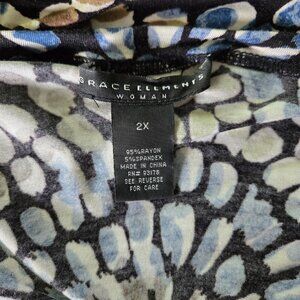 GRACE ELEMENTS
WOMAN
2X
95%RAYON
5%SPANDEX
MADE IN CHINA
RN# 93178
SEE REVERSE
FOR CARE